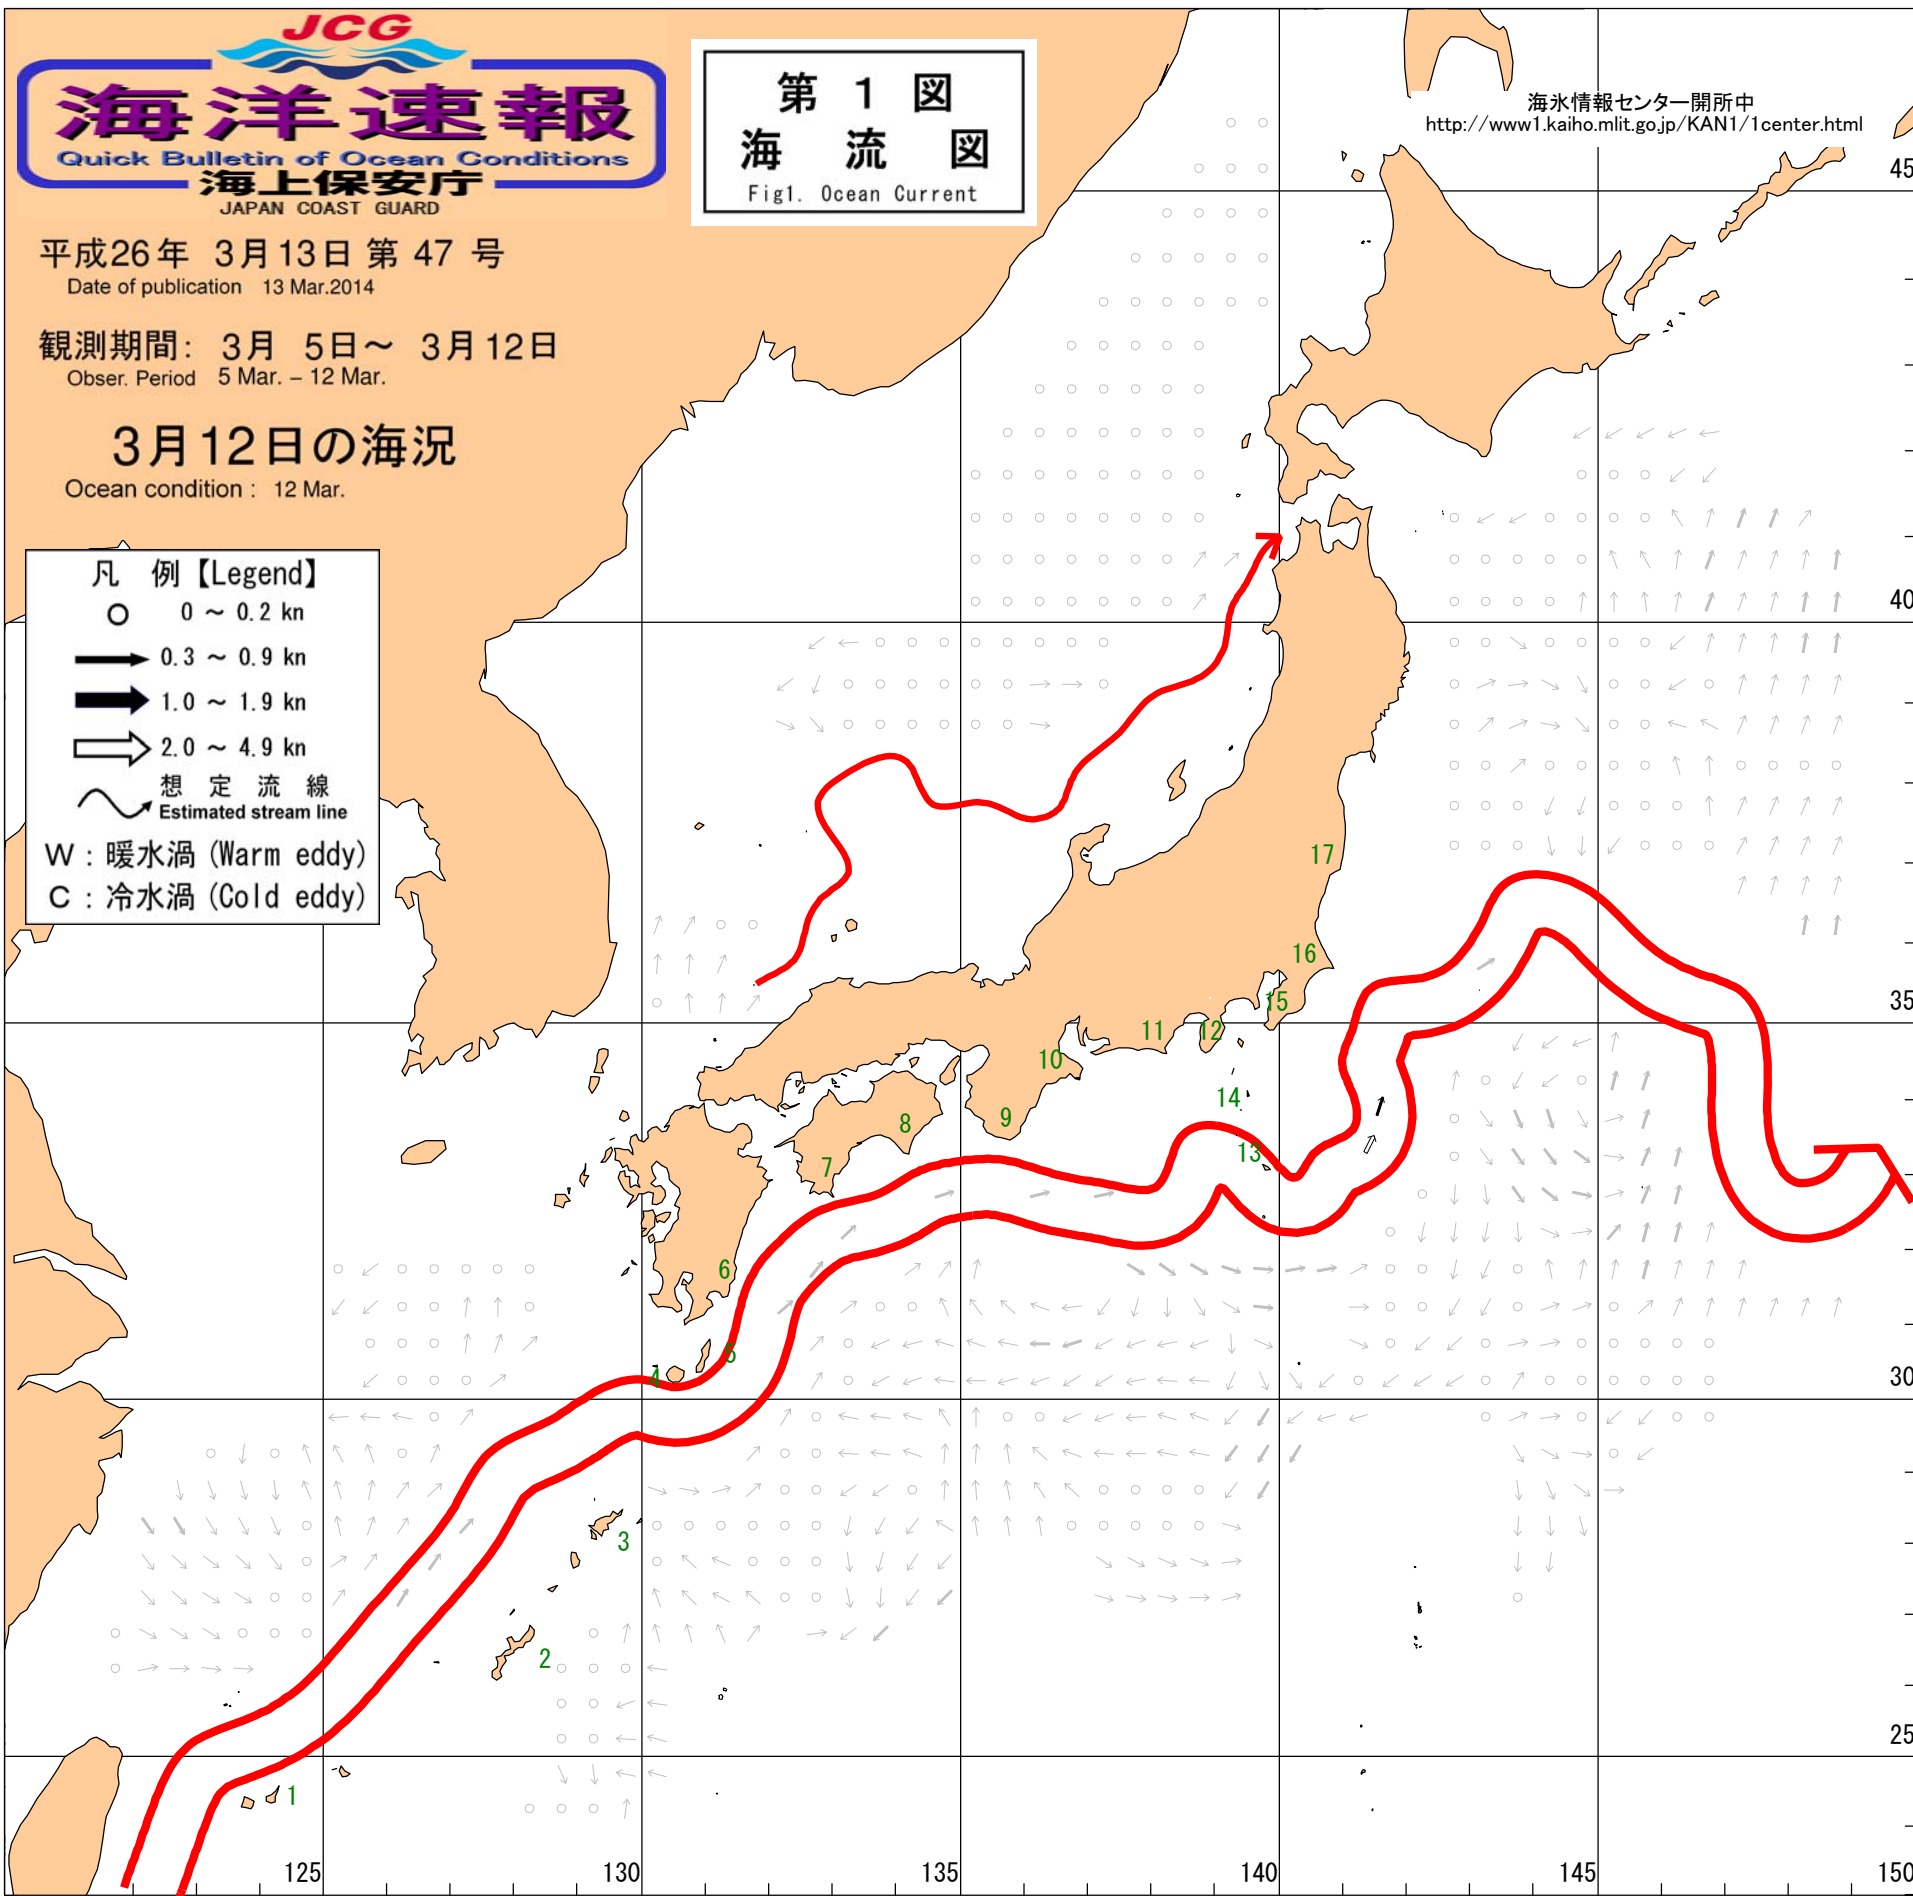 JCG
海洋速報
Quick Bulletin of Ocean Conditions
海上保安庁
JAPAN COAST GUARD
第 1 図
海 流 図
Fig1. Ocean Current
海氷情報センター開所中
http://www1.kaiho.mlit.go.jp/KAN1/1center.html
平成26年 3月13日 第 47 号
Date of publication 13 Mar.2014
観測期間: 3月 5日～ 3月12日
Obser. Period 5 Mar. – 12 Mar.
3月12日の海況
Ocean condition : 12 Mar.
凡 例【Legend】
0 ～ 0.2 kn
0.3 ～ 0.9 kn
1.0 ～ 1.9 kn
2.0 ～ 4.9 kn
想 定 流 線
Estimated stream line
W : 暖水渦 (Warm eddy)
C : 冷水渦 (Cold eddy)
45
40
35
30
25
17
16
15
12
11
10
14
13
9
8
7
6
5
4
3
2
1
125
130
135
140
145
150